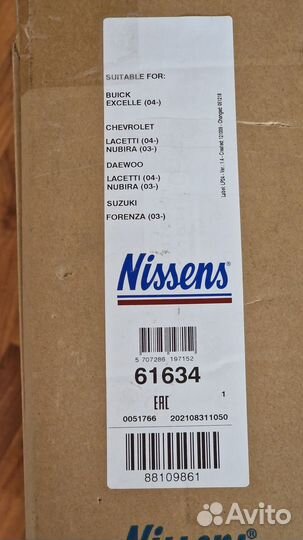 SUITABLE FOR:
BUICK
EXCELLE (04-)
CHEVROLET
LACETTI (04-)
NUBIRA (03-)
DAEWOO
LACETTI (04-)
NUBIRA (03-)
SUZUKI
FORENZA (03-)
Nissens®
5 707286 197152
61634
EAC
1
0051766 202108311050
88109861
Nissens
Avito